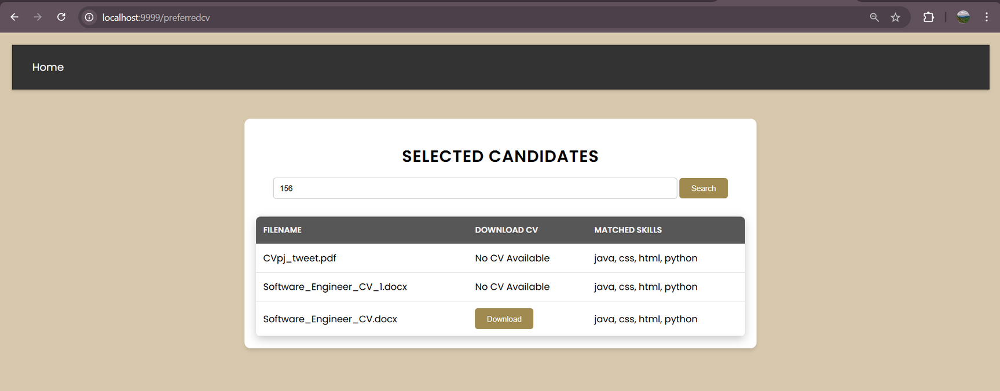 localhost:9999/preferredcv
Home
SELECTED CANDIDATES
156
Search
FILENAME DOWNLOAD CV MATCHED SKILLS
CVpj_tweet.pdf No CV Available java, css, html, python
Software_Engineer_CV_1.docx No CV Available java, css, html, python
Software_Engineer_CV.docx Download java, css, html, python